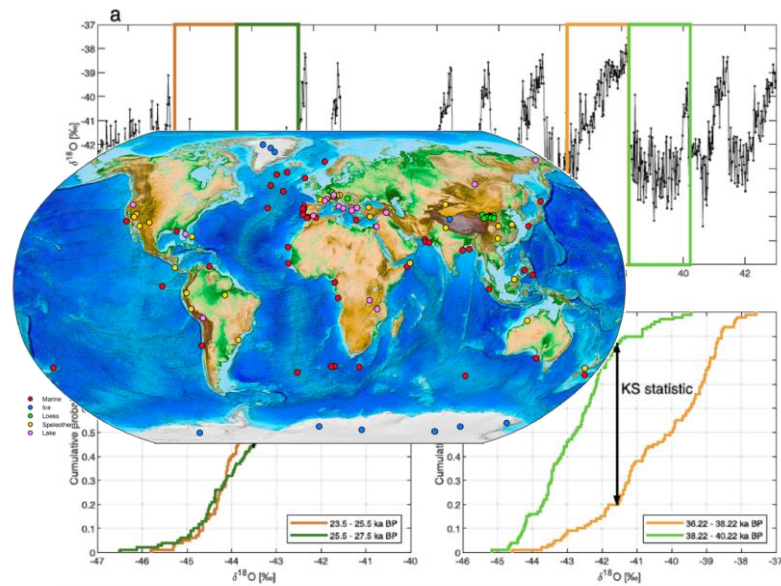 a
-37
-38
-39
-40
-41
-42
δ¹⁸O [‰]
40
42
Marine
Ice
Loess
Lake
Cumulative
0.5
0.4
0.3
0.2
0.1
0
-47
-46
-45
-44
-43
-42
-41
-40
δ¹⁸O [‰]
23.5 - 25.5 ka BP
25.5 - 27.5 ka BP
KS statistic
Cumulative
0.5
0.4
0.3
0.2
0.1
0
-46
-45
-44
-43
-42
-41
-40
-39
-38
-37
δ¹⁸O [‰]
36.22 - 38.22 ka BP
38.22 - 40.22 ka BP